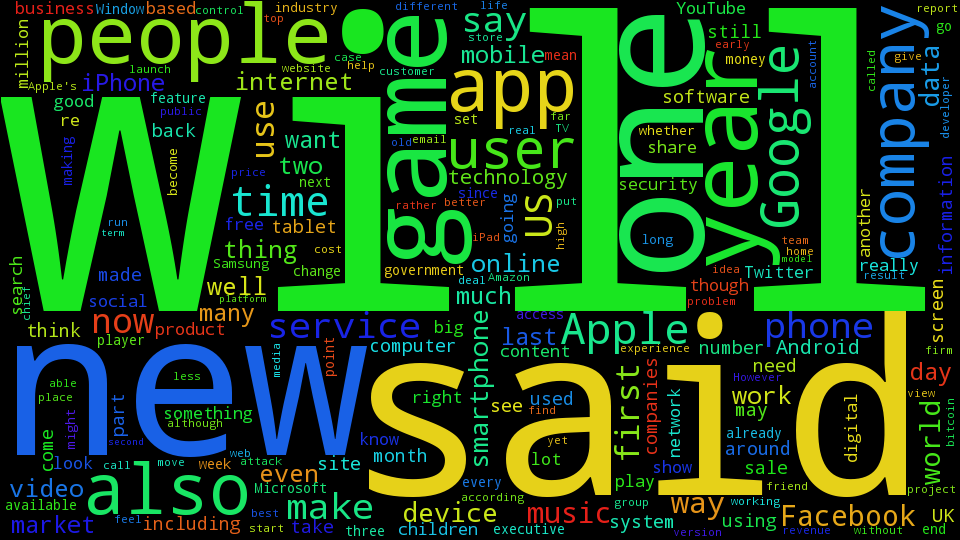 business
Window
based
control
top
industry
different
life
YouTube
report
go
million
people
say
store
mobile
mean
still
early
money
account
called
give
company
data
developer
Apple's
launch
website
case
help
customer
iPhone
internet
app
software
good
feature
public
re
back
use
want
set
real
far
TV
whether
share
Google
game
old
email
user
technology
year
one
security
will
making
become
price
two
next
time
free
tablet
since
rather
better
going
put
us
high
iPad
long
team
home
model
another
information
run
term
thing
cost
Samsung
change
government
online
deal
Amazon
idea
Twitter
though
problem
really
result
search
chief
made
well
social
platform
many
much
access
screen
firm
think
now
product
player
service
big
last
Apple
phone
computer
content
experience
number
Android
new
media
point
smartphone
first
companies
need
However
day
view
able
place
less
right
see
used
find
work
may
something
although
part
might
second
come
know
yet
network
already
digital
said
world
bitcoin
look
call
move
week
web
attack
site
month
lot
around
show
sale
video
also
even
Microsoft
every
play
friend
available
make
device
according
group
way
working
project
market
feel
including
best
start
take
three
children
executive
music
system
using
version
Facebook
revenue
without
UK
end